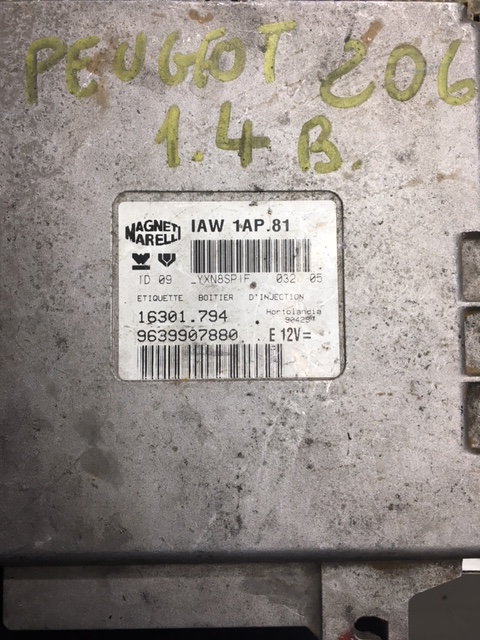 PEUGEOT 206
1.4 B.
MAGNETI MARELLI
IAW 1AP.81
ID 09 _YXN8SPIF_ 032 05
ETIQUETTE BOITIER D'INJECTION
16301.794
Hortolandia
9639907880
E 12V=